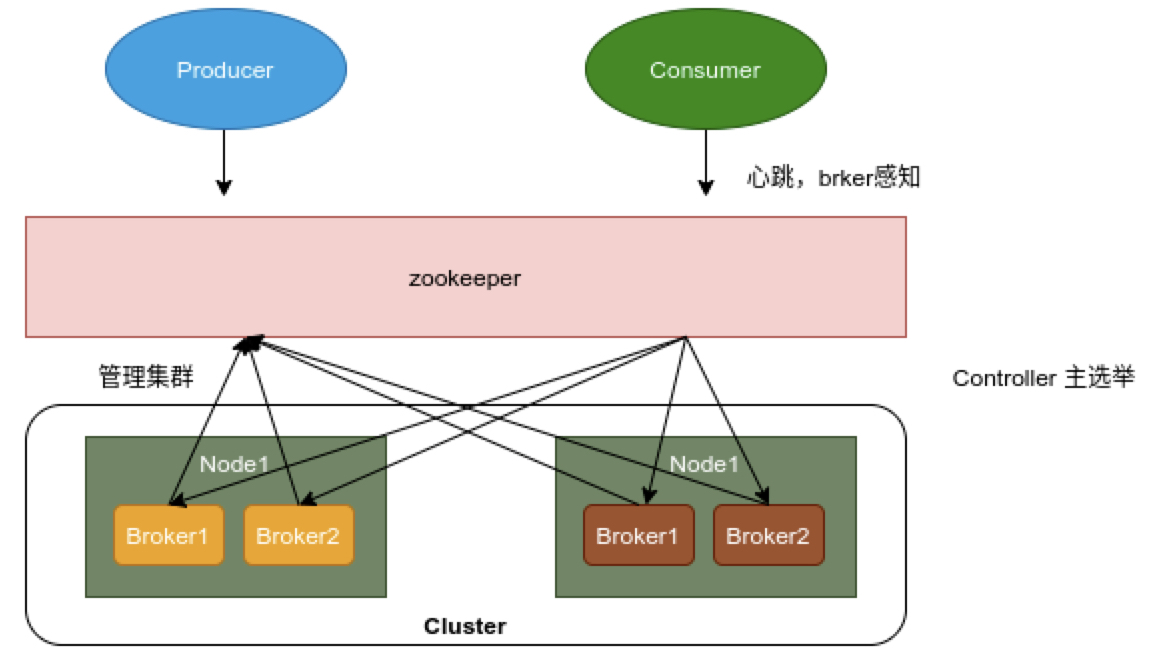 Producer
Consumer
心跳，brker感知
zookeeper
管理集群
Controller 主选举
Node1
Node1
Broker1
Broker2
Broker1
Broker2
Cluster